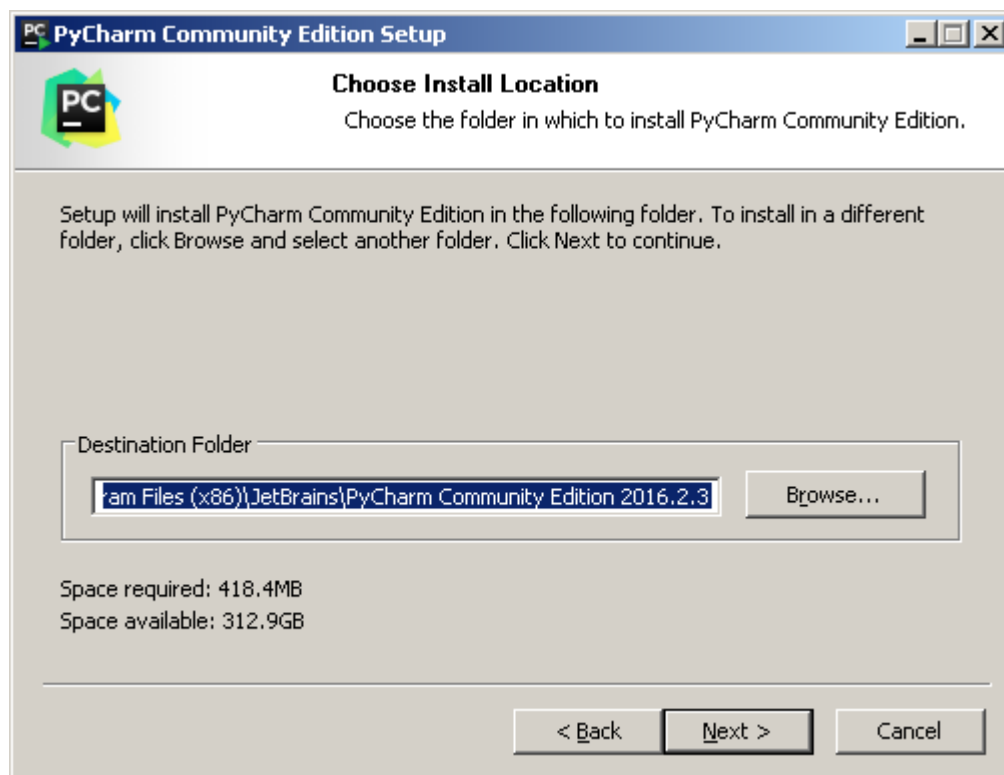 PyCharm Community Edition Setup
PC
Choose Install Location
Choose the folder in which to install PyCharm Community Edition.
Setup will install PyCharm Community Edition in the following folder. To install in a different
folder, click Browse and select another folder. Click Next to continue.
Destination Folder
ram Files (x86)\JetBrains\PyCharm Community Edition 2016.2.3
Browse...
Space required: 418.4MB
Space available: 312.9GB
< Back
Next >
Cancel